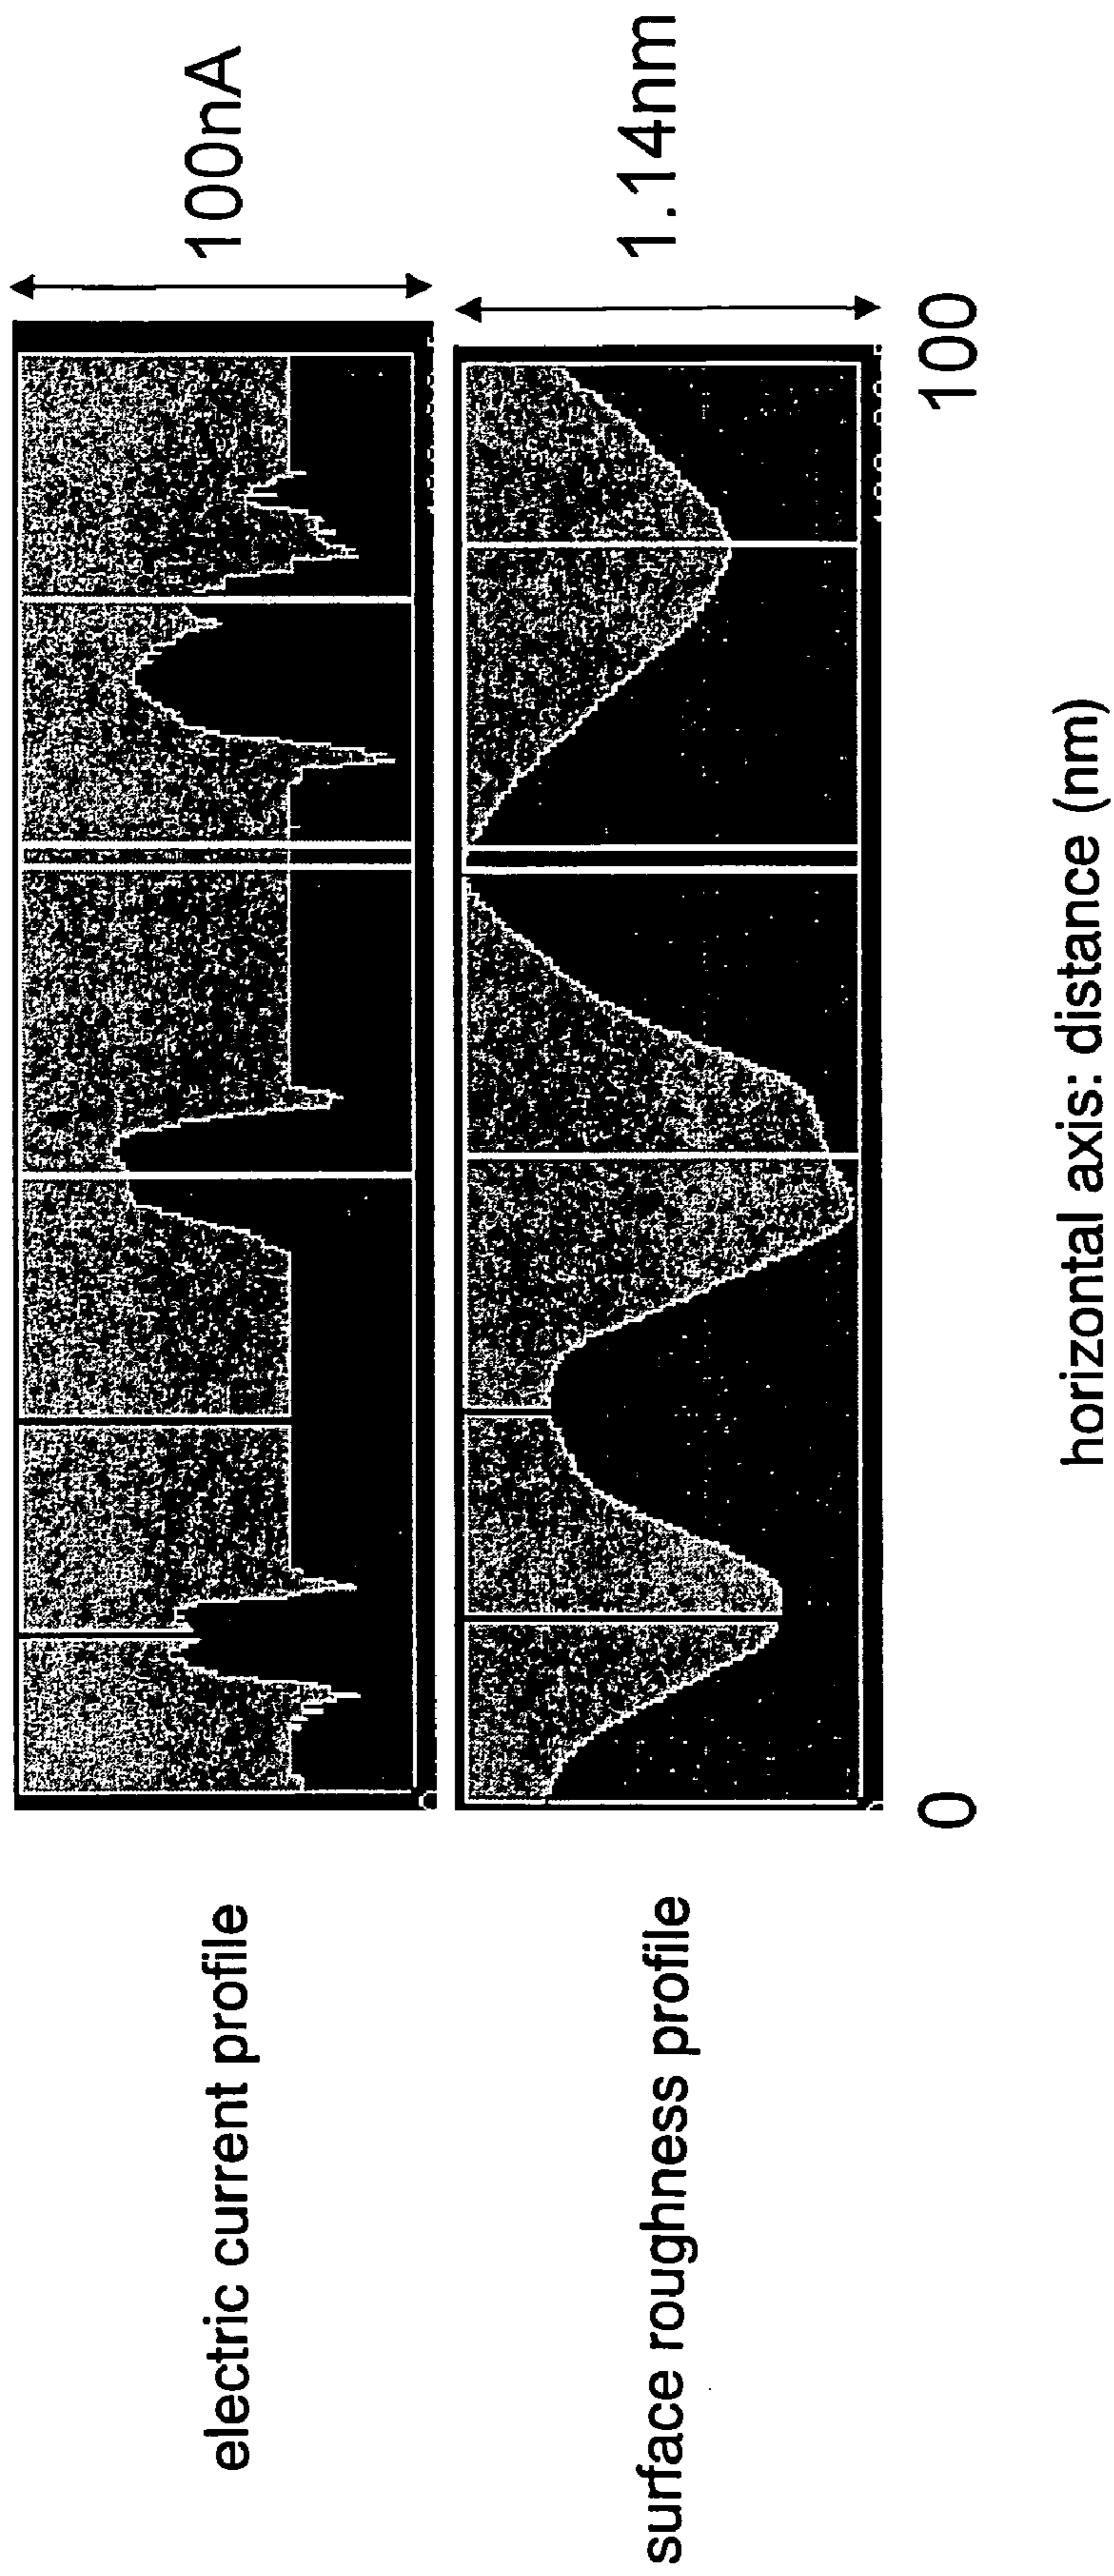 electric current profile
100nA
surface roughness profile
1.14nm
0
100
horizontal axis: distance (nm)